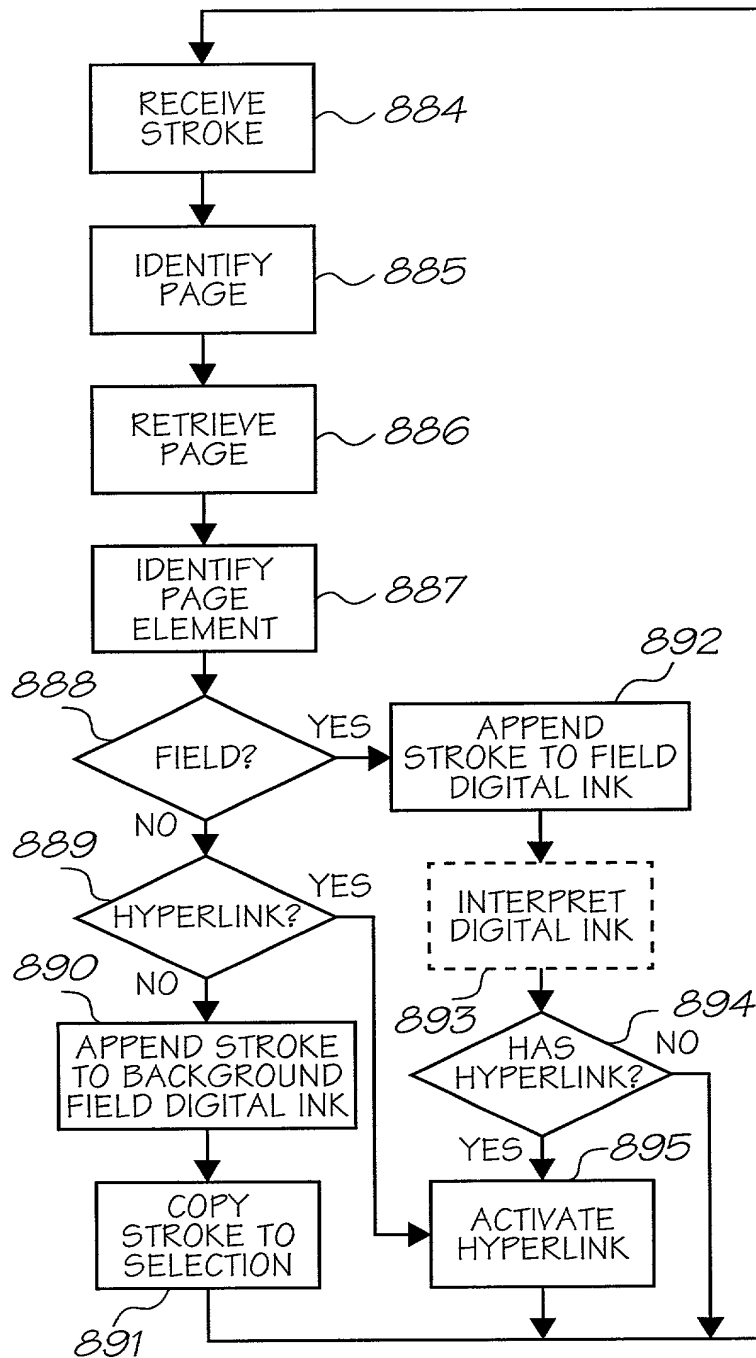 RECEIVE
STROKE
884
IDENTIFY
PAGE
885
RETRIEVE
PAGE
886
IDENTIFY
PAGE
ELEMENT
887
888
FIELD?
YES
NO
892
APPEND
STROKE TO FIELD
DIGITAL INK
889
HYPERLINK?
YES
NO
INTERPRET
DIGITAL INK
893
890
APPEND STROKE
TO BACKGROUND
FIELD DIGITAL INK
894
HAS
HYPERLINK?
NO
YES
COPY
STROKE TO
SELECTION
891
895
ACTIVATE
HYPERLINK